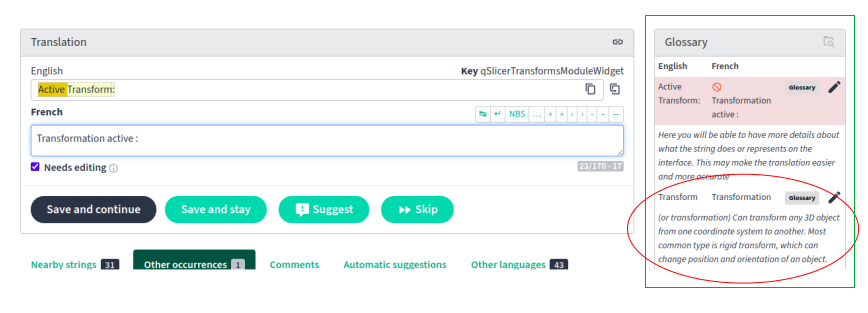 Translation
English
Key qSlicerTransformsModuleWidget
Active Transform:
French
NBS … « » ‹ › - – —
Transformation active :
Needs editing
23/170 · 17
Save and continue
Save and stay
Suggest
Skip
Nearby strings 31
Other occurrences 1
Comments
Automatic suggestions
Other languages 43
Glossary
English French
Active Transform:
Transformation active :
Glossary
Here you will be able to have more details about
what the string does or represents on the
interface. This may make the translation easier
and more accurate
Transform Transformation Glossary
(or transformation) Can transform any 3D object
from one coordinate system to another. Most
common type is rigid transform, which can
change position and orientation of an object.